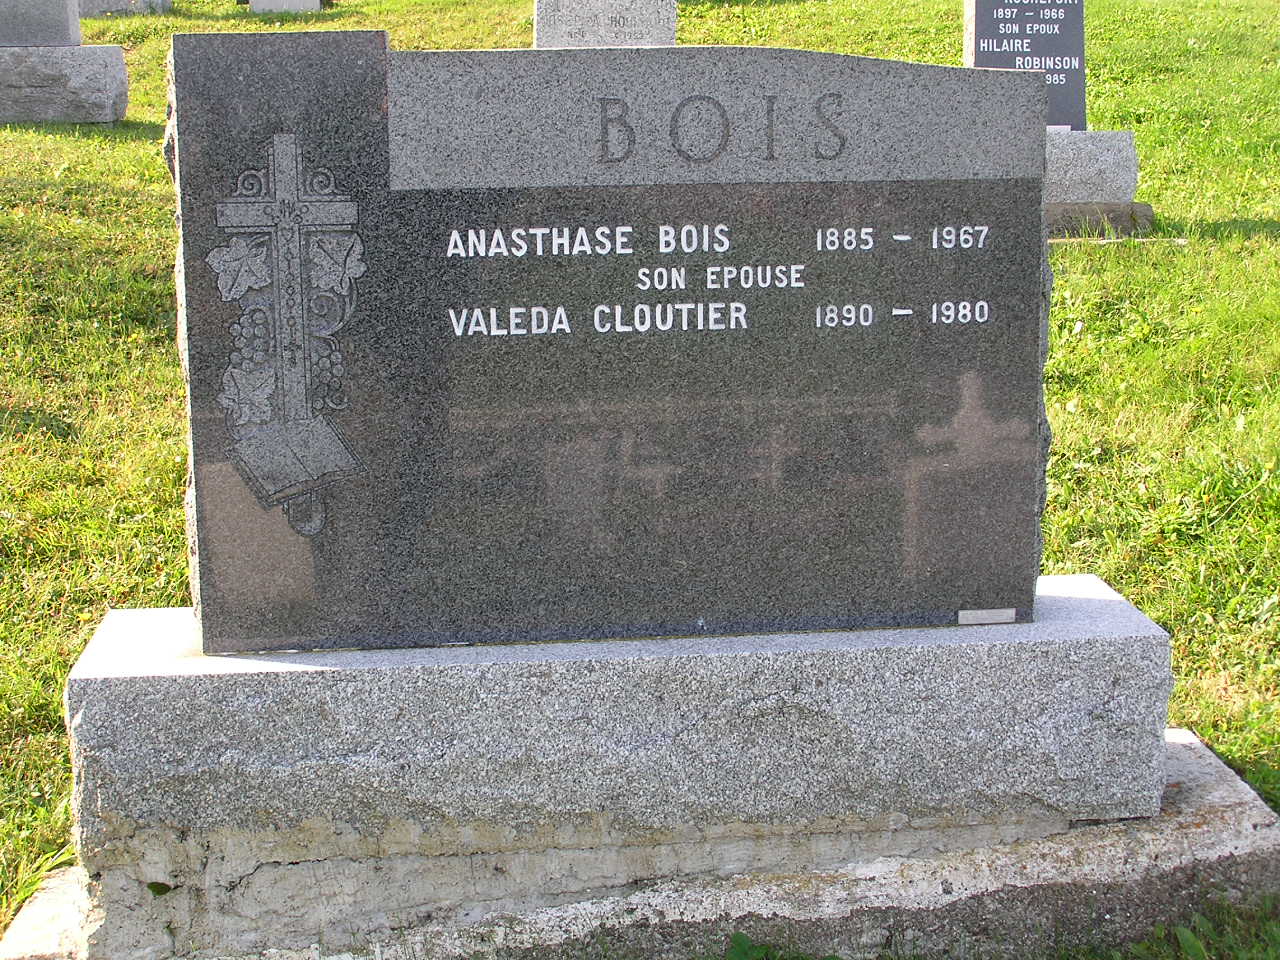 1897 - 1966
SON EPOUX
HILAIRE
ROBINSON
BOIS
ANASTHASE BOIS 1885 - 1967
SON EPOUSE
VALEDA CLOUTIER 1890 - 1980